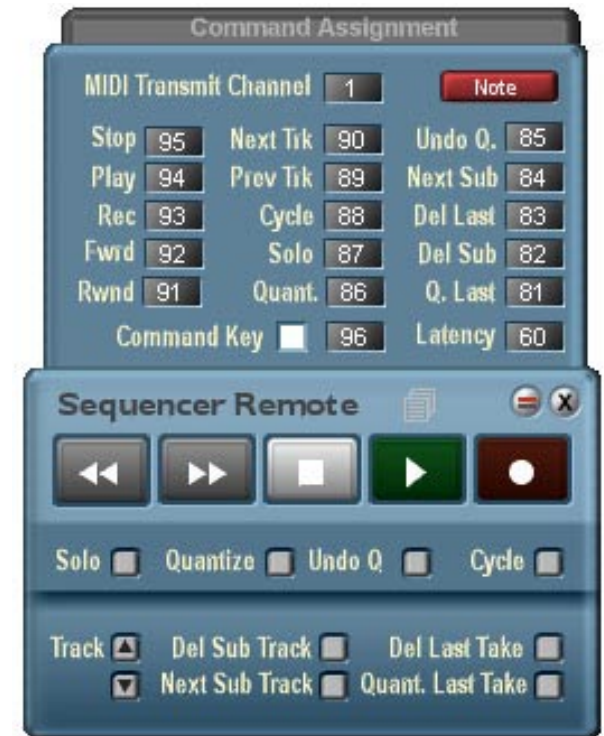 Command Assignment
MIDI Transmit Channel 1 Note
Stop 95 Next Trk 90 Undo Q. 85
Play 94 Prev Trk 89 Next Sub 84
Rec 93 Cycle 88 Del Last 83
Fwrd 92 Solo 87 Del Sub 82
Rwnd 91 Quant. 86 Q. Last 81
Command Key 96 Latency 60
Sequencer Remote X
Solo Quantize Undo Q Cycle
Track Del Sub Track Del Last Take
Next Sub Track Quant. Last Take